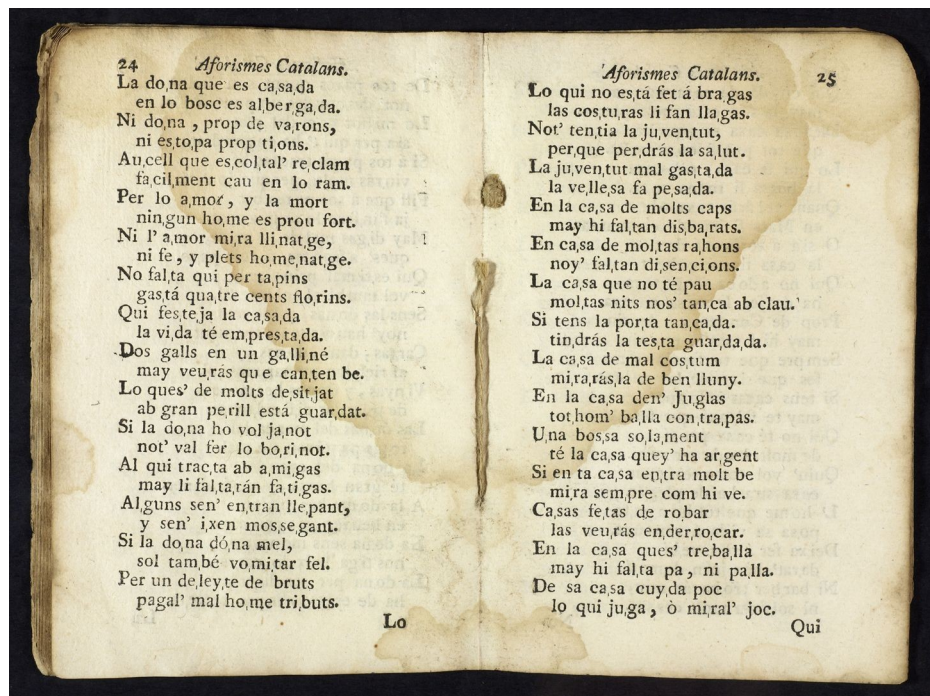 24 Aforismes Catalans.
La do,na que es ca,sa,da
en lo bosc es al,ber,ga,da.
Ni do,na , prop de va,rons,
ni es,to,pa prop ti,ons.
Au,cell que es,col,tal' re,clam
fa,cil,ment cau en lo ram.
Per lo a,mor, y la mort
nin,gun ho,me es prou fort.
Ni l' a,mor mi,ra lli,nat,ge,
ni fe, y plets ho,me,nat,ge.
No fal,ta qui per ta,pins
gas,tá qua,tre cents flo,rins.
Qui fes,te,ja la ca,sa,da
la vi,da té em,pres,ta,da.
Dos galls en un ga,lli,né
may veu,rás que can,ten be.
Lo ques' de molts de,sit,jat
ab gran pe,rill está guar,dat.
Si la do,na ho vol ja,not
not' val fer lo bo,ri,not.
Al qui trac,ta ab a,mi,gas
may li fal,ta,rán fa,ti,gas.
Al,guns sen' en,tran lle,pant,
y sen' i,xen mos,se,gant.
Si la do,na dó,na mel,
sol tam,bé vo,mi,tar fel.
Per un de,ley,te de bruts
pagal' mal ho,me tri,buts.
Lo
Aforismes Catalans. 25
Lo qui no es,tá fet á bra,gas
las cos,tu,ras li fan lla,gas.
Not' ten,tia la ju,ven,tut,
per,que per,drás la sa,lut.
La ju,ven,tut mal gas,ta,da
la ve,lle,sa fa pe,sa,da.
En la ca,sa de molts caps
may hi fal,tan dis,ba,rats.
En ca,sa de mol,tas ra,hons
noy' fal,tan di,sen,ci,ons.
La ca,sa que no té pau
mol,tas nits nos' tan,ca ab clau.
Si tens la por,ta tan,ca,da.
tin,drás la tes,ta guar,da,da.
La ca,sa de mal cos,tum
mi,ra,rás,la de ben lluny.
En la ca,sa den' Ju,glas
tot,hom' ba,lla con,tra,pas.
U,na bos,sa so,la,ment
té la ca,sa quey' ha ar,gent
Si en ta ca,sa en,tra molt be
mi,ra sem,pre com hi ve.
Ca,sas fe,tas de ro,bar
las veu,rás en,der,ro,car.
En la ca,sa ques' tre,ba,lla
may hi fal,ta pa, ni pa,lla.
De sa ca,sa cuy,da poc
lo qui ju,ga, ò mi,ral' joc.
Qui